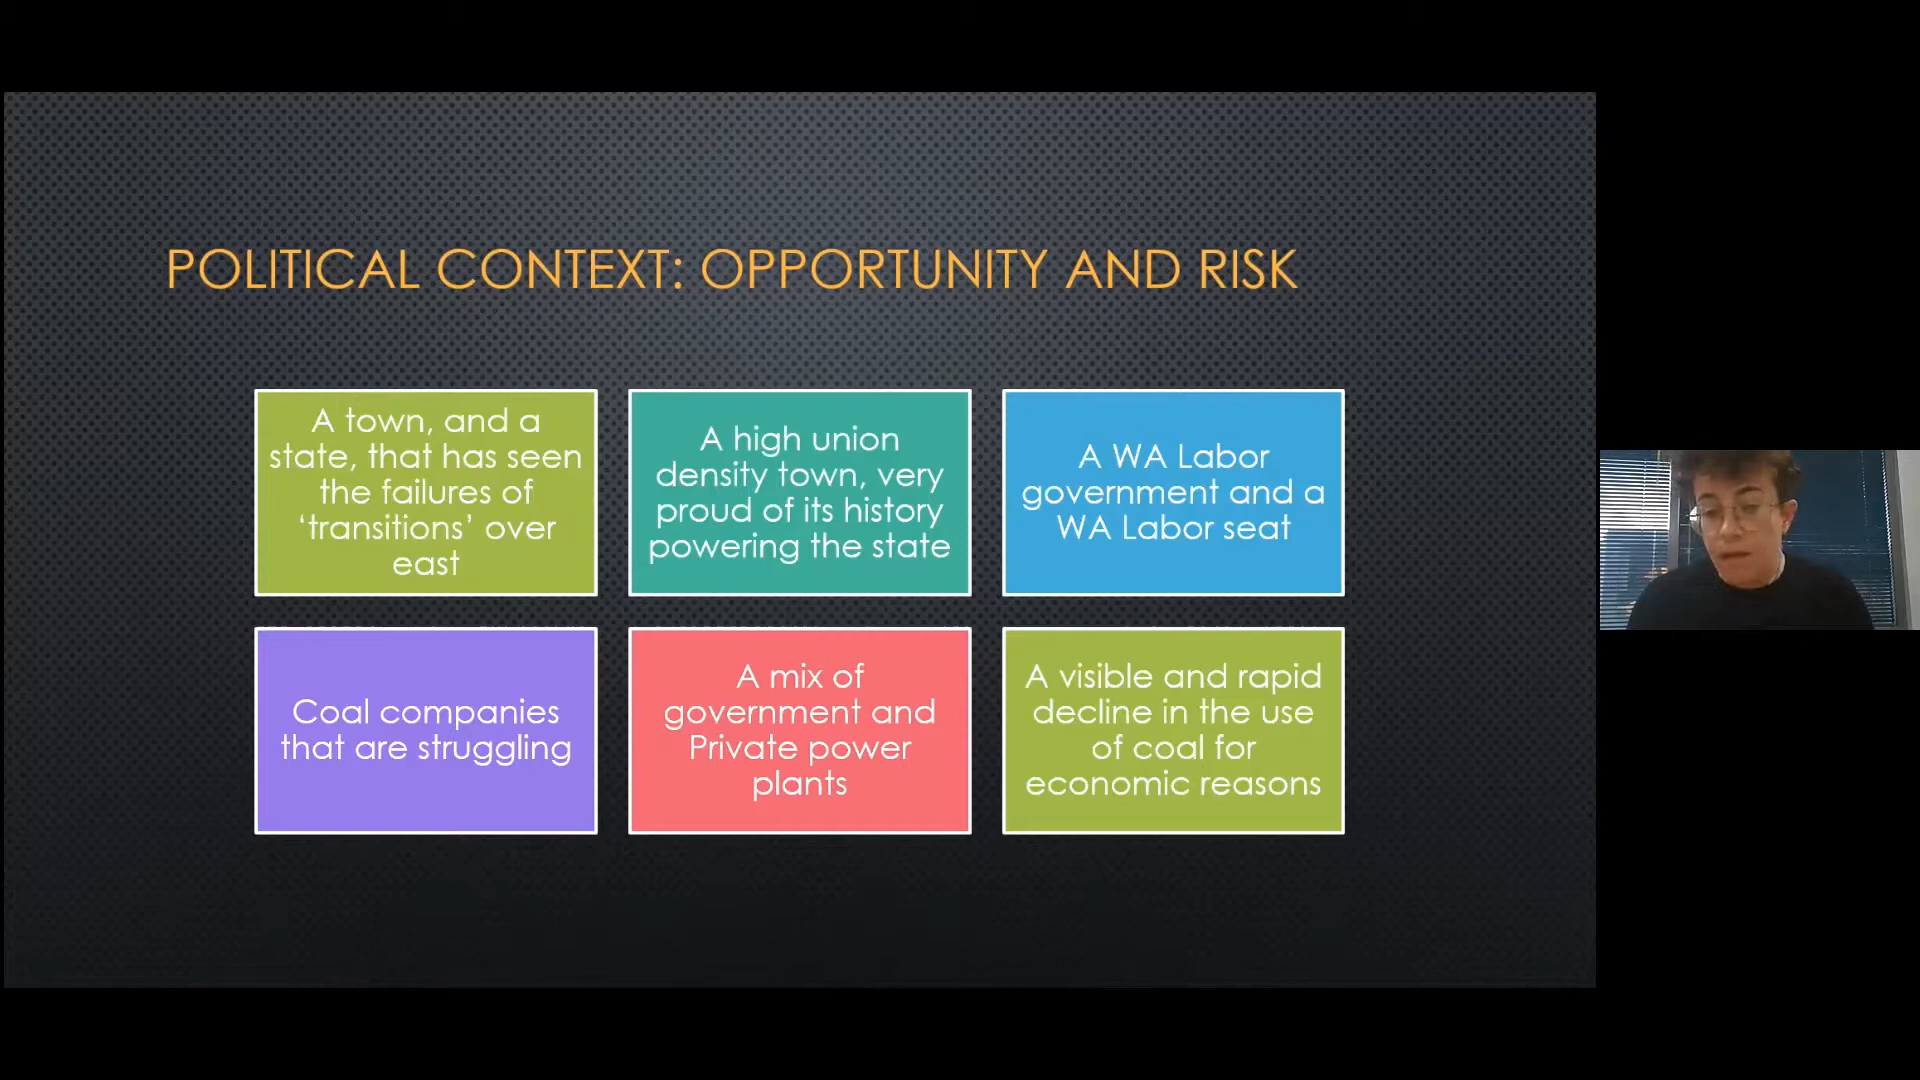 POLITICAL CONTEXT: OPPORTUNITY AND RISK
A town, and a
state, that has seen
the failures of
‘transitions’ over
east
A high union
density town, very
proud of its history
powering the state
A WA Labor
government and a
WA Labor seat
Coal companies
that are struggling
A mix of
government and
Private power
plants
A visible and rapid
decline in the use
of coal for
economic reasons